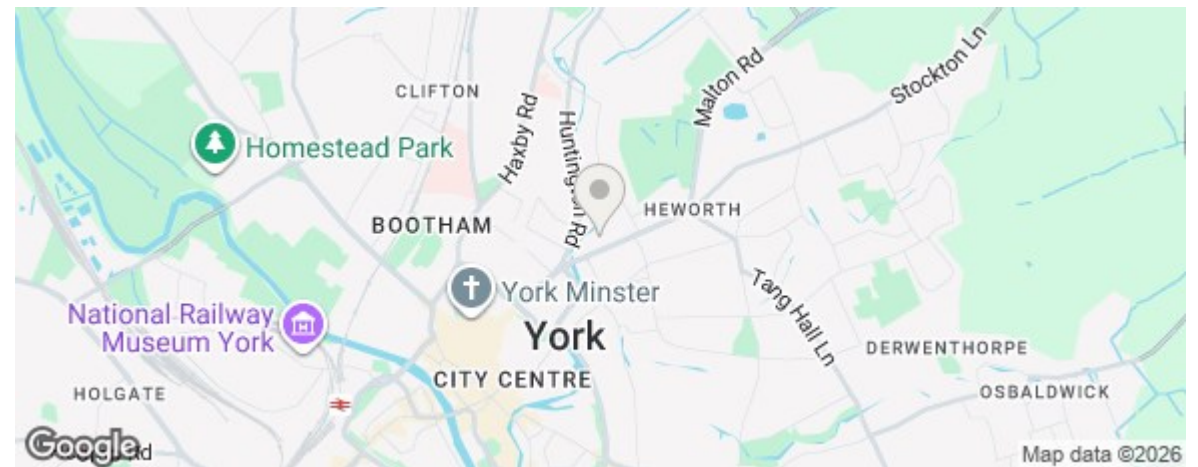 CLIFTON
Haxby Rd
Huntington Rd
Malton Rd
Stockton Ln
Homestead Park
BOOTHAM
HEWORTH
York Minster
National Railway
Museum York
York
Tang Hall Ln
DERWENTHORPE
CITY CENTRE
HOLGATE
OSBALDWICK
Google
Map data ©2026